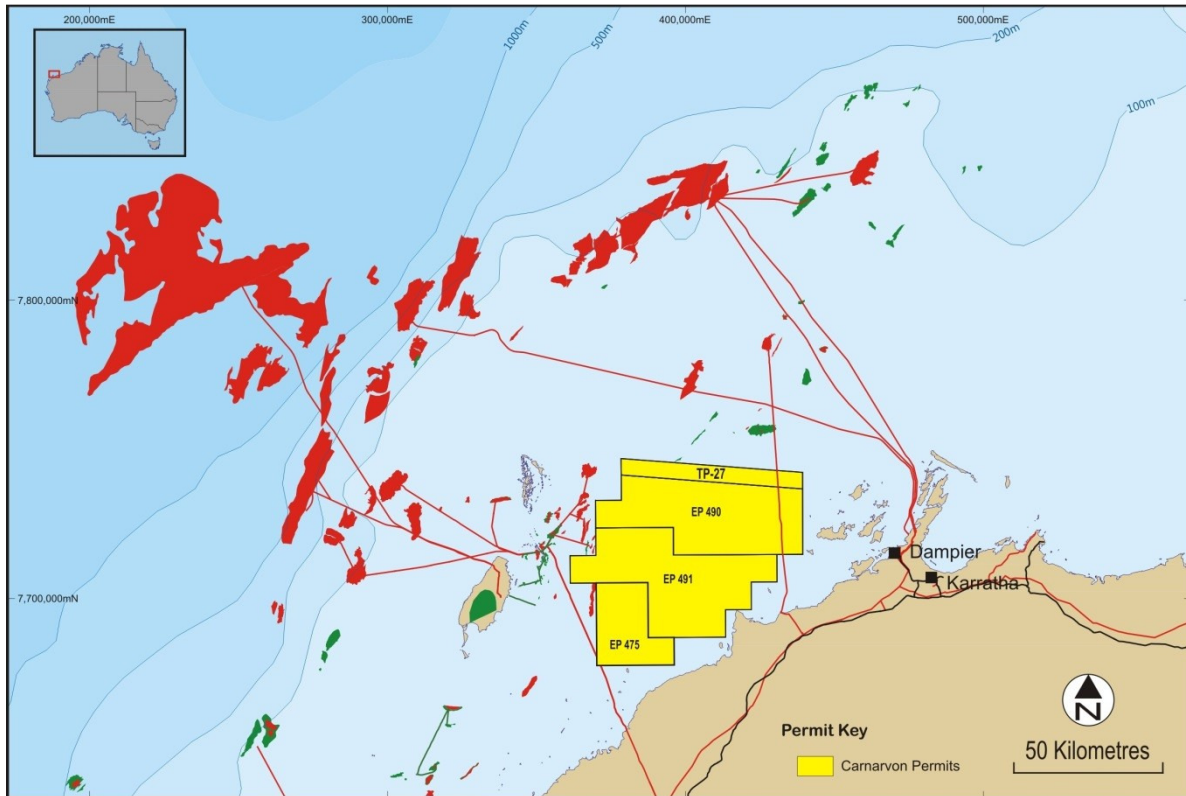 200,000mE
300,000mE
400,000mE
500,000mE
1000m
500m
200m
100m
7,800,000mN
TP-27
EP 490
Dampier
EP 491
Karratha
7,700,000mN
EP 475
N
Permit Key
50 Kilometres
Carnarvon Permits